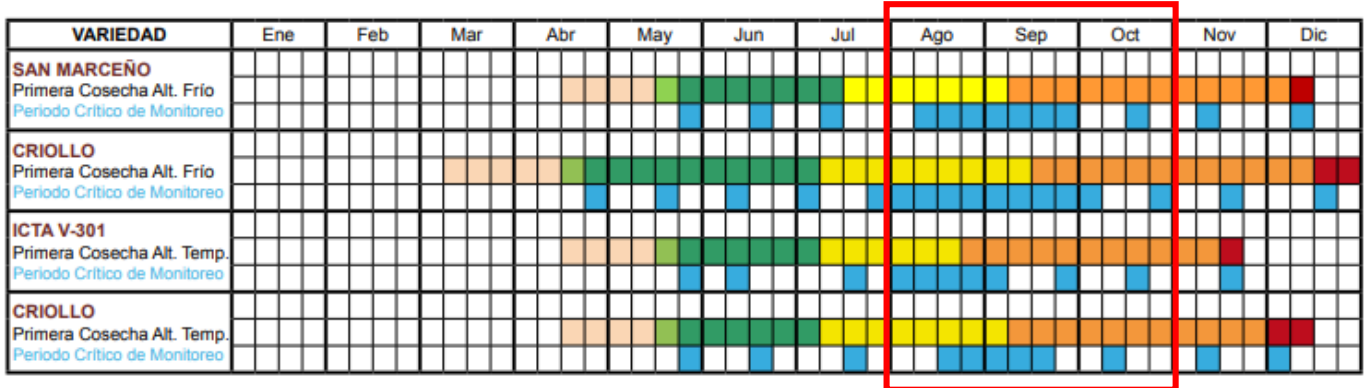 VARIEDAD Ene Feb Mar Abr May Jun Jul Ago Sep Oct Nov Dic
SAN MARCEÑO
Primera Cosecha Alt. Frío
Periodo Crítico de Monitoreo
CRIOLLO
Primera Cosecha Alt. Frío
Periodo Crítico de Monitoreo
ICTA V-301
Primera Cosecha Alt. Temp.
Periodo Crítico de Monitoreo
CRIOLLO
Primera Cosecha Alt. Temp.
Periodo Crítico de Monitoreo